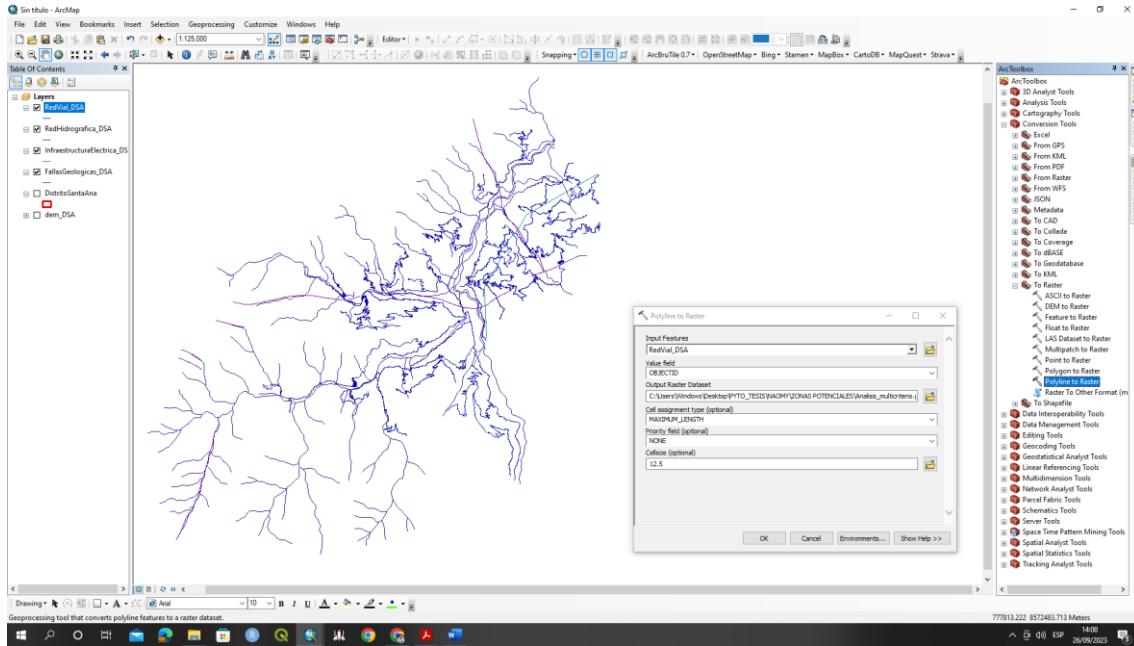 Sin título - ArcMap
File Edit View Bookmarks Insert Selection Geoprocessing Customize Windows Help
1:125.000
Editor
Snapping
ArcBruTile 0.7 OpenStreetMap Bing Stamen MapBox CartoDB MapQuest Strava
Table Of Contents
Layers
RedVial_DSA
RedHidrografica_DSA
InfraestructuraElectrica_DS
FallasGeologicas_DSA
DistritoSantaAna
dem_DSA
Polyline to Raster
Input Features
RedVial_DSA
Value field
OBJECTID
Output Raster Dataset
C:\Users\Windows\Desktop\PYTO_TESIS\NAOMY\ZONAS POTENCIALES\Analisis_multicriterio.g
Cell assignment type (optional)
MAXIMUM_LENGTH
Priority field (optional)
NONE
Cellsize (optional)
12.5
OK Cancel Environments... Show Help >>
ArcToolbox
ArcToolbox
3D Analyst Tools
Analysis Tools
Cartography Tools
Conversion Tools
Excel
From GPS
From KML
From PDF
From Raster
From WFS
JSON
Metadata
To CAD
To Collada
To Coverage
To dBASE
To Geodatabase
To KML
To Raster
ASCII to Raster
DEM to Raster
Feature to Raster
Float to Raster
LAS Dataset to Raster
Multipatch to Raster
Point to Raster
Polygon to Raster
Polyline to Raster
Raster To Other Format (m
To Shapefile
Data Interoperability Tools
Data Management Tools
Editing Tools
Geocoding Tools
Geostatistical Analyst Tools
Linear Referencing Tools
Multidimension Tools
Network Analyst Tools
Parcel Fabric Tools
Schematics Tools
Server Tools
Space Time Pattern Mining Tools
Spatial Analyst Tools
Spatial Statistics Tools
Tracking Analyst Tools
Drawing A Arial 10 B I U A
Geoprocessing tool that converts polyline features to a raster dataset.
777813.222 8572483.713 Meters
ESP
14:00
26/09/2023